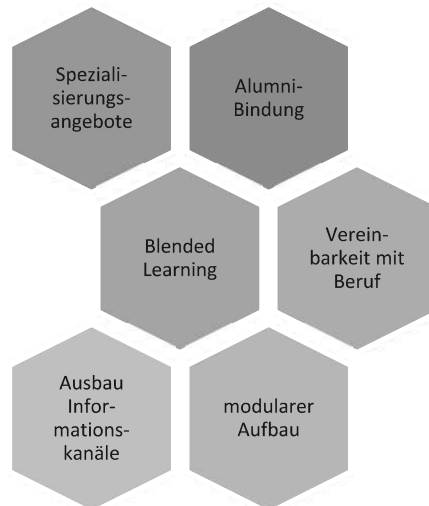 Speziali-
sierungs-
angebote
Alumni-
Bindung
Blended
Learning
Verein-
barkeit mit
Beruf
Ausbau
Infor-
mations-
kanäle
modularer
Aufbau